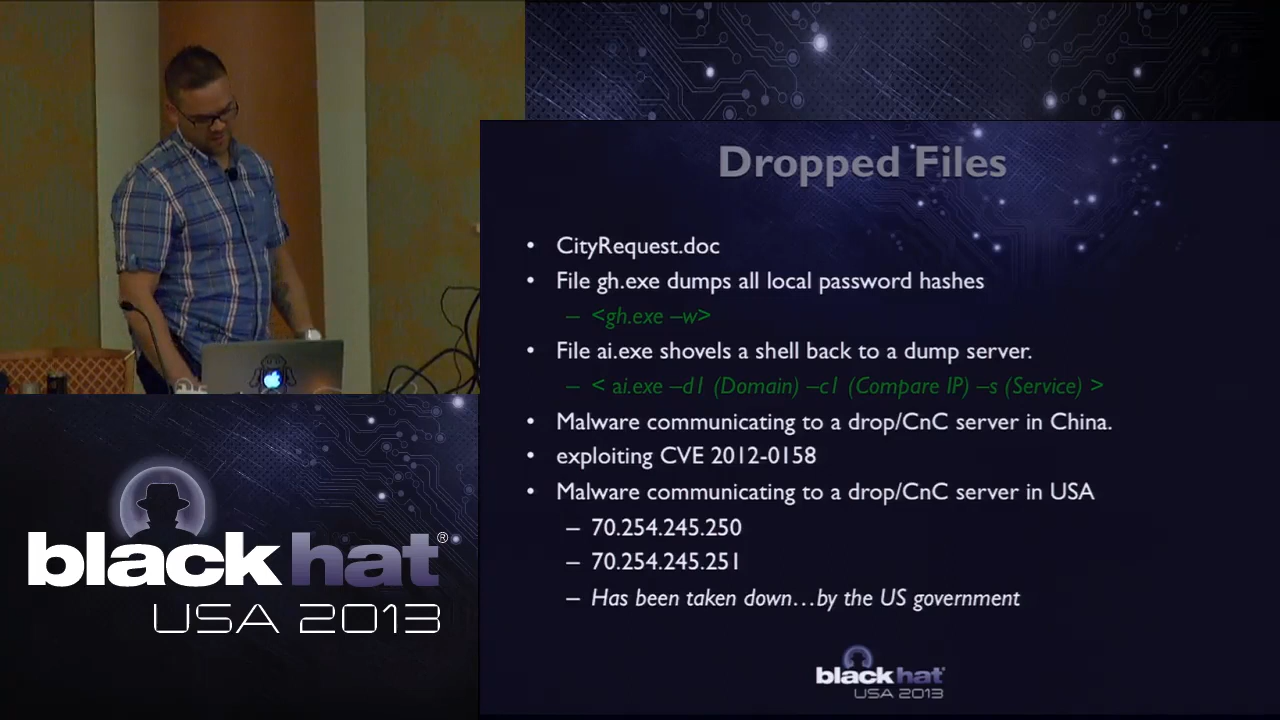 Dropped Files
• CityRequest.doc
• File gh.exe dumps all local password hashes
– <gh.exe –w>
• File ai.exe shovels a shell back to a dump server.
– < ai.exe –d1 (Domain) –c1 (Compare IP) –s (Service) >
• Malware communicating to a drop/CnC server in China.
• exploiting CVE 2012-0158
• Malware communicating to a drop/CnC server in USA
– 70.254.245.250
– 70.254.245.251
– Has been taken down…by the US government
black hat®
USA 2013
black hat®
USA 2013